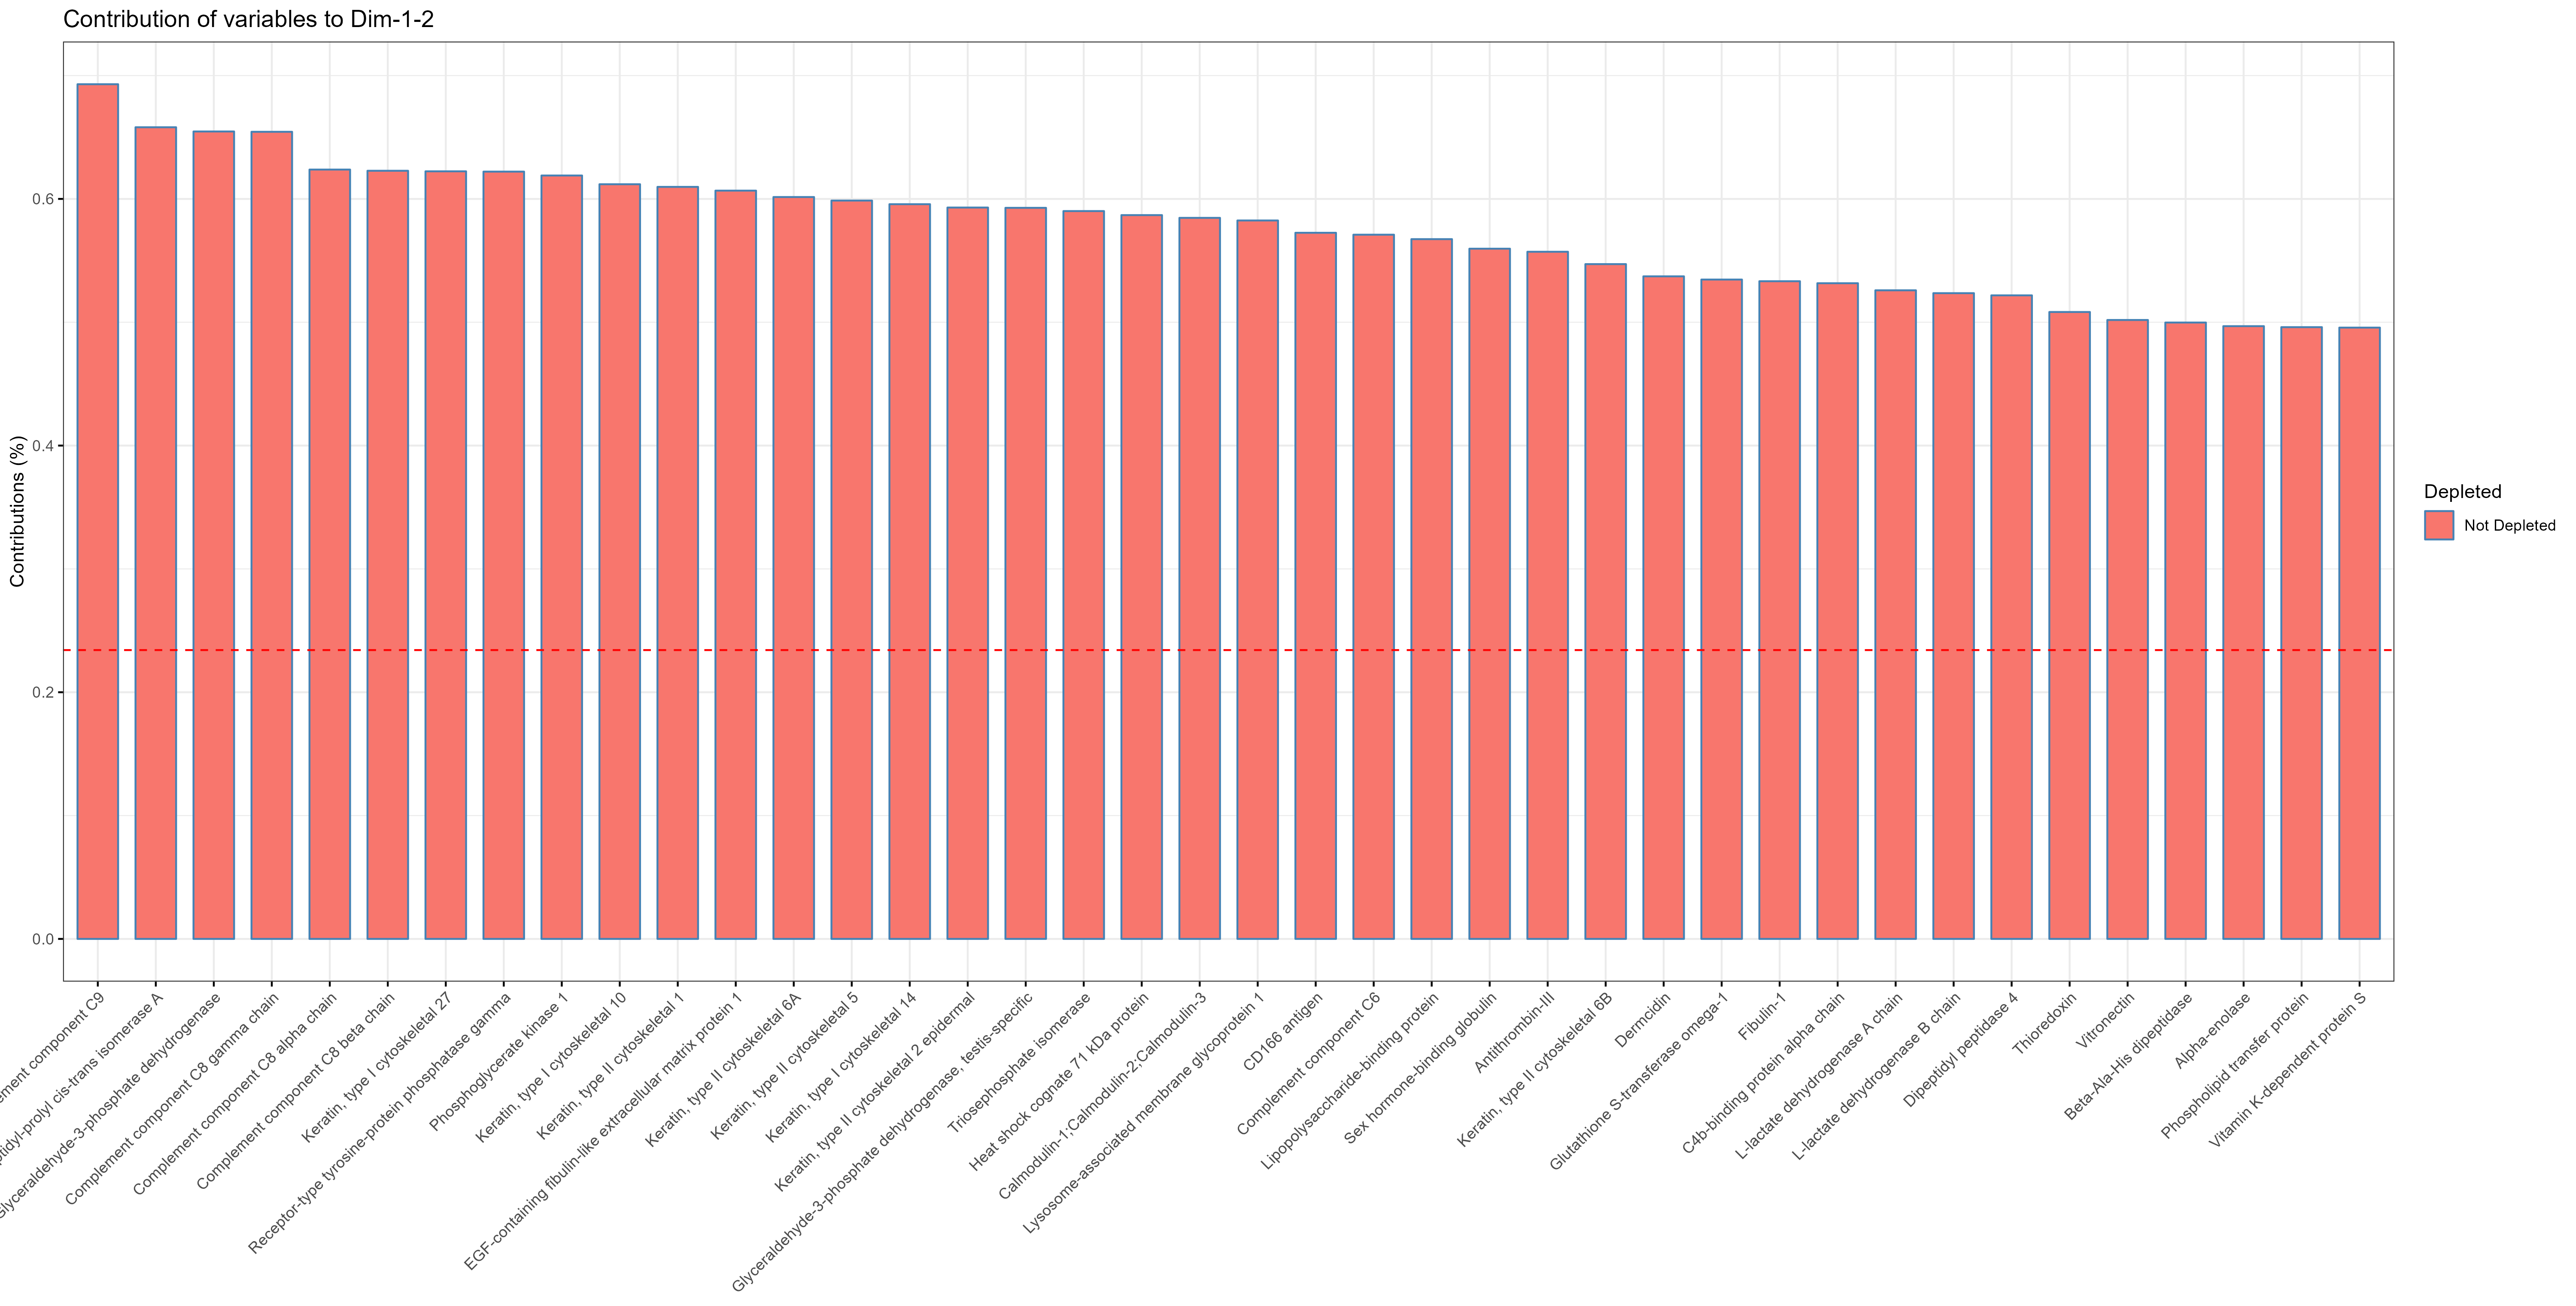 Contribution of variables to Dim-1-2
Contributions (%)
0.6
0.4
0.2
0.0
component C9
cis-trans isomerase A
Glyceraldehyde-3-phosphate dehydrogenase
Complement component C8 gamma chain
Complement component C8 alpha chain
Complement component C8 beta chain
Keratin, type I cytoskeletal 27
Receptor-type tyrosine-protein phosphatase gamma
Phosphoglycerate kinase 1
Keratin, type I cytoskeletal 10
Keratin, type II cytoskeletal 1
EGF-containing fibulin-like extracellular matrix protein 1
Keratin, type II cytoskeletal 6A
Keratin, type II cytoskeletal 5
Keratin, type I cytoskeletal 14
Keratin, type II cytoskeletal 2 epidermal
Glyceraldehyde-3-phosphate dehydrogenase, testis-specific
Triosephosphate isomerase
Heat shock cognate 71 kDa protein
Calmodulin-1;Calmodulin-2;Calmodulin-3
Lysosome-associated membrane glycoprotein 1
CD166 antigen
Complement component C6
Lipopolysaccharide-binding protein
Sex hormone-binding globulin
Antithrombin-III
Keratin, type II cytoskeletal 6B
Dermcidin
Glutathione S-transferase omega-1
Fibulin-1
C4b-binding protein alpha chain
L-lactate dehydrogenase A chain
L-lactate dehydrogenase B chain
Dipeptidyl peptidase 4
Thioredoxin
Vitronectin
Beta-Ala-His dipeptidase
Alpha-enolase
Phospholipid transfer protein
Vitamin K-dependent protein S
Depleted
Not Depleted